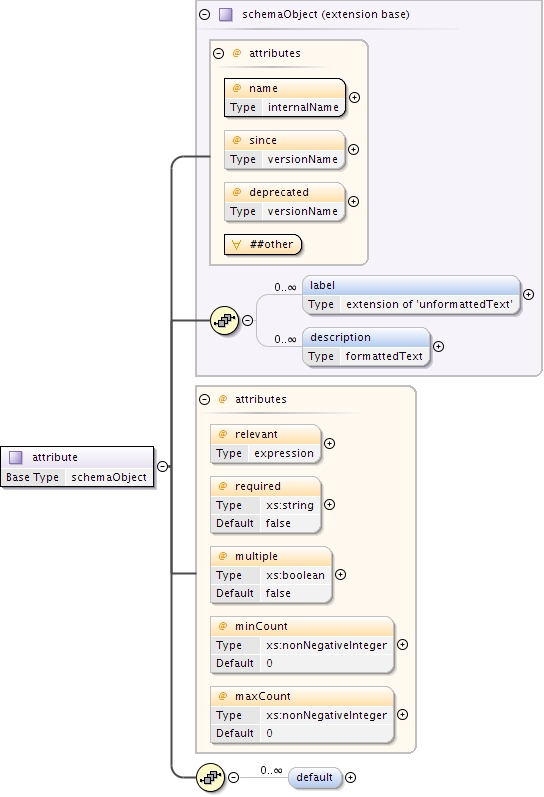 schemaObject (extension base)
@ attributes
@ name
Type internalName
@ since
Type versionName
@ deprecated
Type versionName
∀ ##other
0..∞ label
Type extension of 'unformattedText'
0..∞ description
Type formattedText
@ attributes
@ relevant
Type expression
attribute
Base Type schemaObject
@ required
Type xs:string
Default false
@ multiple
Type xs:boolean
Default false
@ minCount
Type xs:nonNegativeInteger
Default 0
@ maxCount
Type xs:nonNegativeInteger
Default 0
0..∞ default